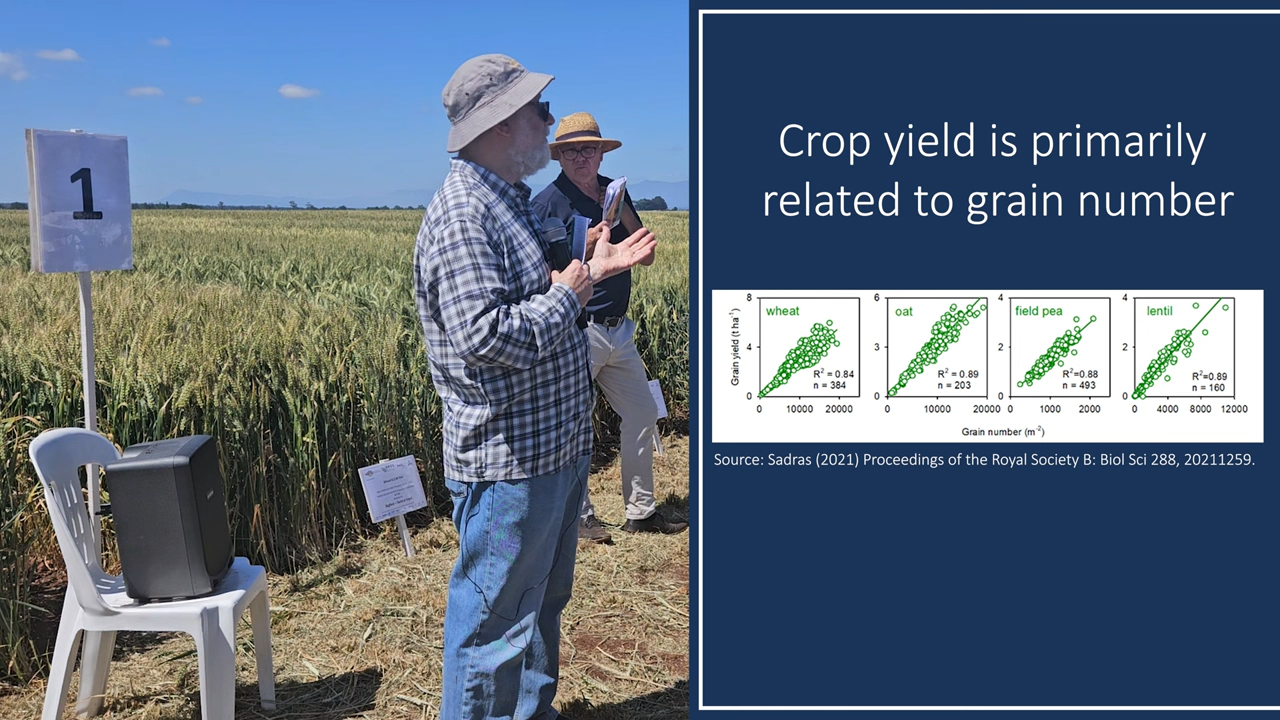 1
Crop yield is primarily
related to grain number
Grain yield (t ha⁻¹)
8
4
0
wheat
R² = 0.84
n = 384
0
10000
20000
6
3
0
oat
R² = 0.89
n = 203
0
10000
20000
4
2
0
field pea
R²=0.88
n = 493
0
1000
2000
4
2
0
lentil
R²=0.89
n = 160
0
4000
8000
12000
Grain number (m⁻²)
Source: Sadras (2021) Proceedings of the Royal Society B: Biol Sci 288, 20211259.